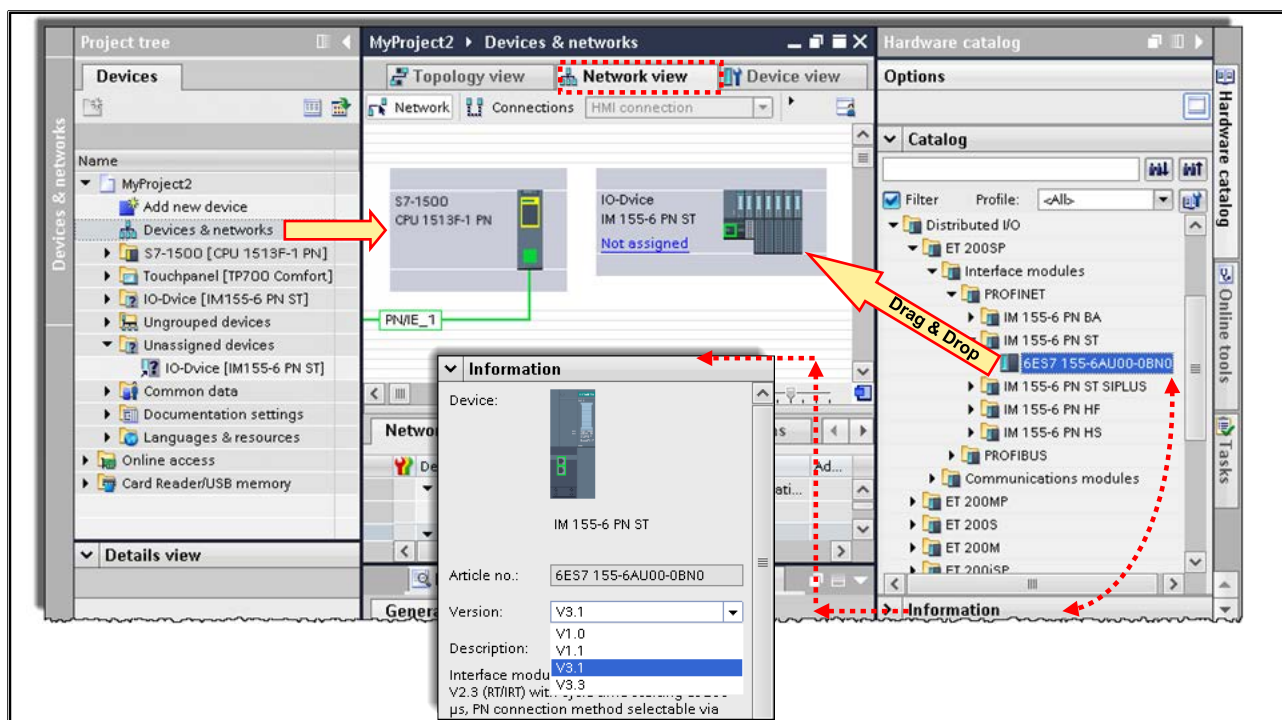 Project tree
Devices
Name
MyProject2
Add new device
Devices & networks
S7-1500 [CPU 1513F-1 PN]
Touchpanel [TP700 Comfort]
IO-Dvice [IM155-6 PN ST]
Ungrouped devices
Unassigned devices
IO-Dvice [IM155-6 PN ST]
Common data
Documentation settings
Languages & resources
Online access
Card Reader/USB memory
Details view
Devices & networks
MyProject2 Devices & networks
Topology view Network view Device view
Network Connections HMI connection
S7-1500
CPU 1513F-1 PN
IO-Dvice
IM 155-6 PN ST
Not assigned
PN/IE_1
Drag & Drop
Netwo
De
Ad...
ati...
Genera
Information
Device:
IM 155-6 PN ST
Article no.: 6ES7 155-6AU00-0BN0
Version: V3.1
V1.0
V1.1
V3.1
V3.3
Description:
Interface modu
V2.3 (RT/IRT) wit
µs, PN connection method selectable via
Hardware catalog
Options
Catalog
Filter Profile: <All>
Distributed I/O
ET 200SP
Interface modules
PROFINET
IM 155-6 PN BA
IM 155-6 PN ST
6ES7 155-6AU00-0BN0
IM 155-6 PN ST SIPLUS
IM 155-6 PN HF
IM 155-6 PN HS
PROFIBUS
Communications modules
ET 200MP
ET 200S
ET 200M
ET 200iSP
Information
Hardware catalog
Online tools
Tasks